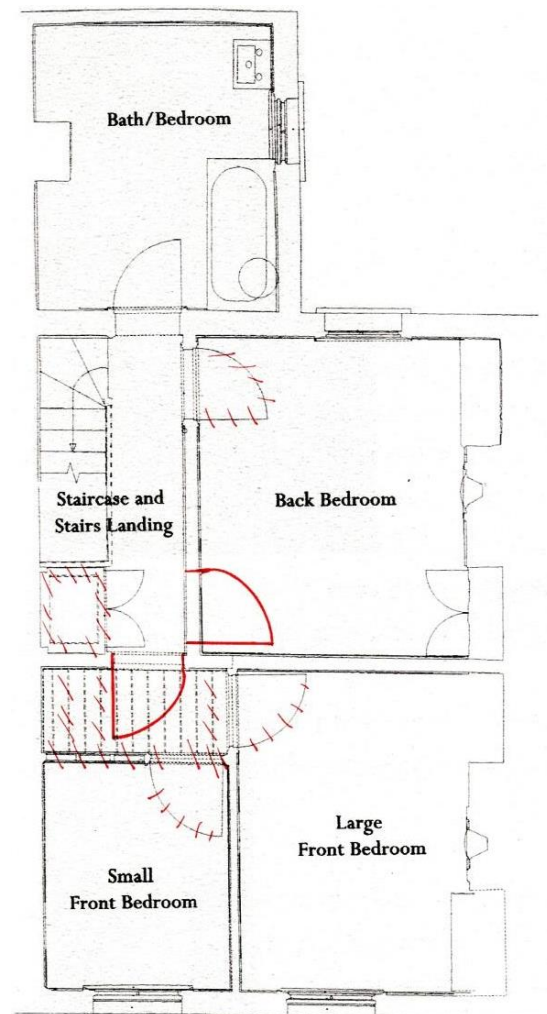 Bath/Bedroom
Staircase and
Stairs Landing
Back Bedroom
Large
Front Bedroom
Small
Front Bedroom